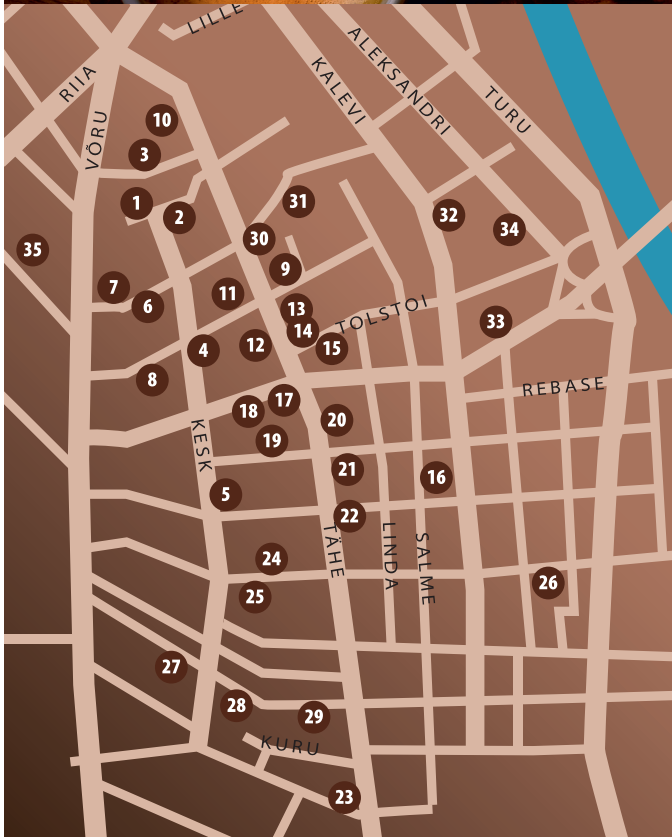 LILLE
RIIA
KALEVI
ALEKSANDRI
TURU
VÕRU
10
3
1
2
31
32
34
30
35
9
7
6
11
13
14
TOLSTOI
33
4
12
15
8
REBASE
17
18
20
19
KESK
21
16
5
22
TÄHE
LINDA
SALME
24
26
25
27
28
29
KURU
23